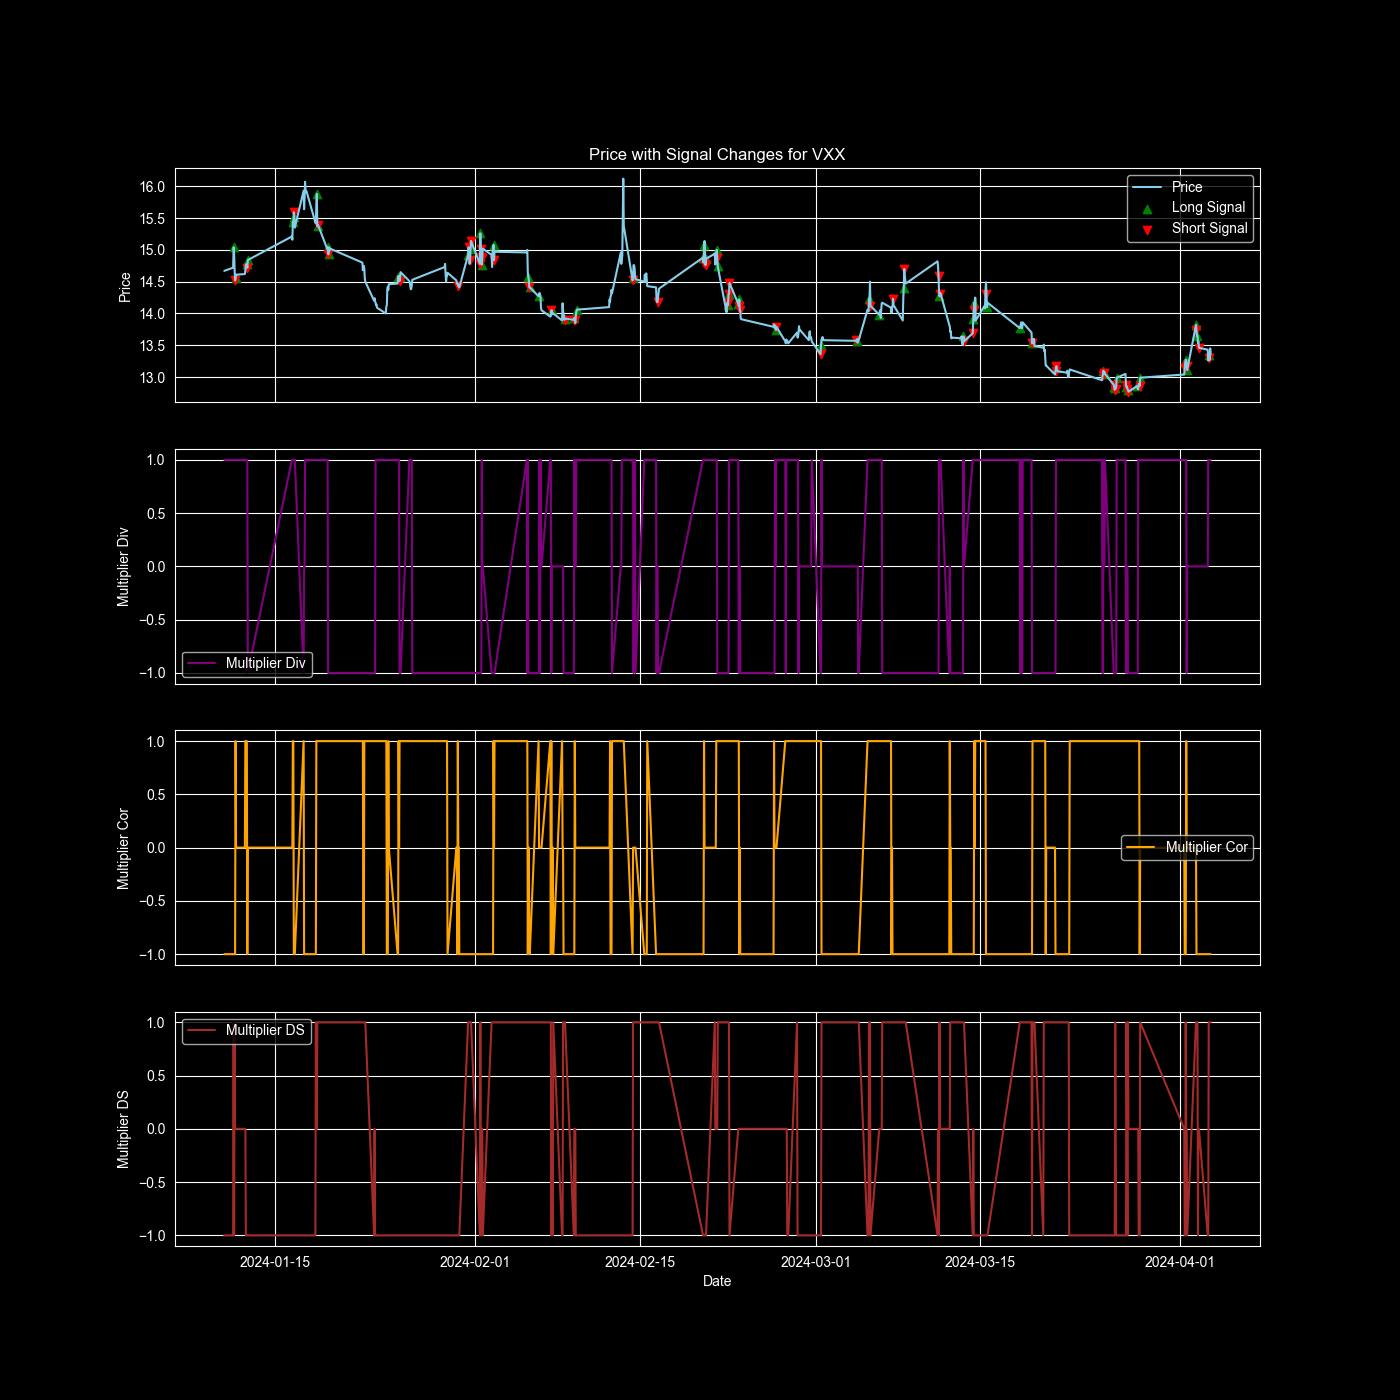 Price with Signal Changes for VXX
16.0
15.5
15.0
14.5
14.0
13.5
13.0
Price
Price
Long Signal
Short Signal
1.0
0.5
0.0
−0.5
−1.0
Multiplier Div
Multiplier Div
1.0
0.5
0.0
−0.5
−1.0
Multiplier Cor
Multiplier Cor
1.0
0.5
0.0
−0.5
−1.0
Multiplier DS
Multiplier DS
2024-01-15 2024-02-01 2024-02-15 2024-03-01 2024-03-15 2024-04-01
Date